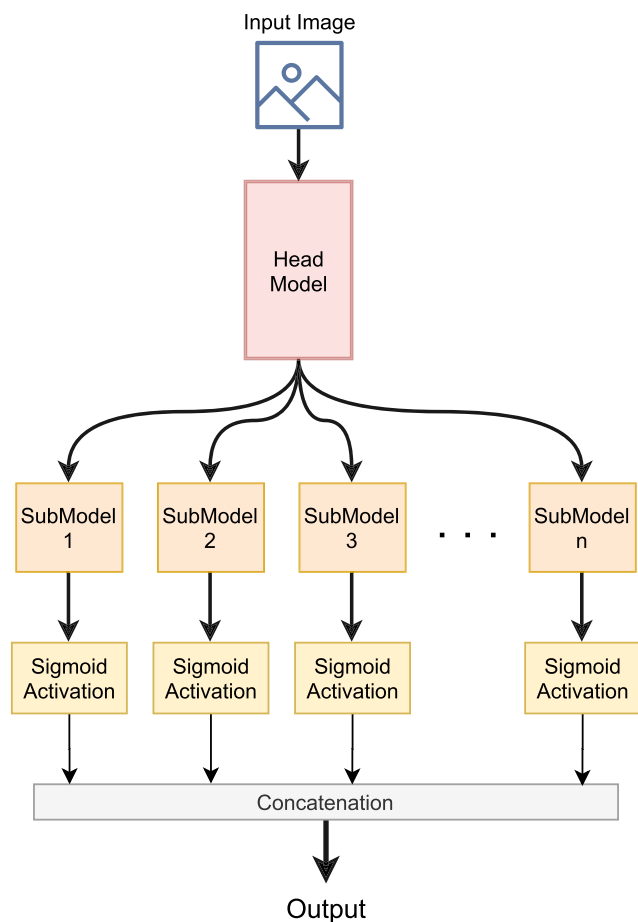 Input Image
Head
Model
SubModel
1
SubModel
2
SubModel
3
. . .
SubModel
n
Sigmoid
Activation
Sigmoid
Activation
Sigmoid
Activation
Sigmoid
Activation
Concatenation
Output